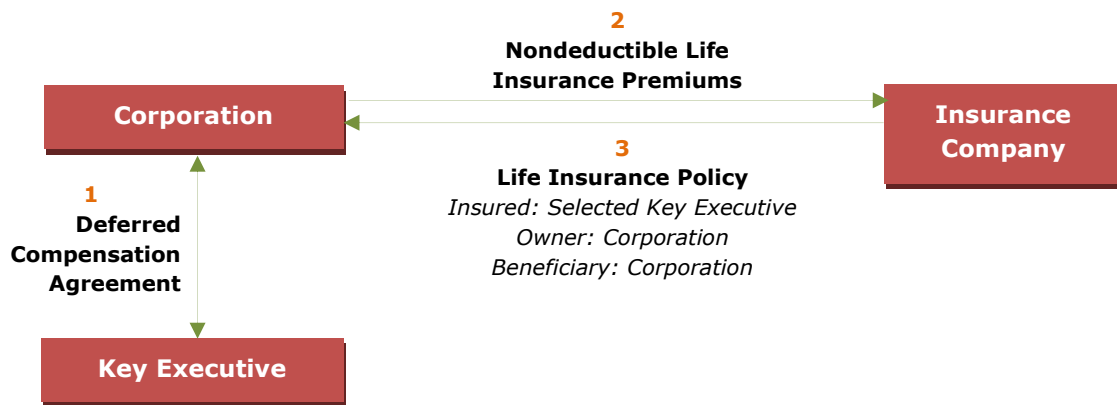 2
Nondeductible Life
Insurance Premiums
Corporation
Insurance
Company
3
Life Insurance Policy
Insured: Selected Key Executive
Owner: Corporation
Beneficiary: Corporation
1
Deferred
Compensation
Agreement
Key Executive